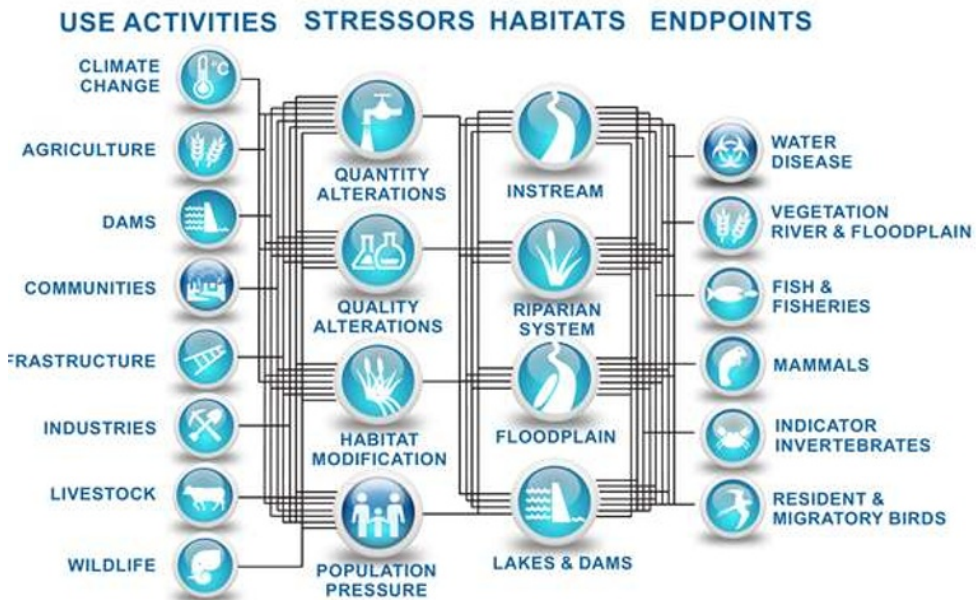 USE ACTIVITIES STRESSORS HABITATS ENDPOINTS
CLIMATE
CHANGE
AGRICULTURE
DAMS
COMMUNITIES
FRASTRUCTURE
INDUSTRIES
LIVESTOCK
WILDLIFE
°C
QUANTITY
ALTERATIONS
QUALITY
ALTERATIONS
HABITAT
MODIFICATION
POPULATION
PRESSURE
INSTREAM
RIPARIAN
SYSTEM
FLOODPLAIN
LAKES & DAMS
WATER
DISEASE
VEGETATION
RIVER & FLOODPLAIN
FISH &
FISHERIES
MAMMALS
INDICATOR
INVERTEBRATES
RESIDENT &
MIGRATORY BIRDS